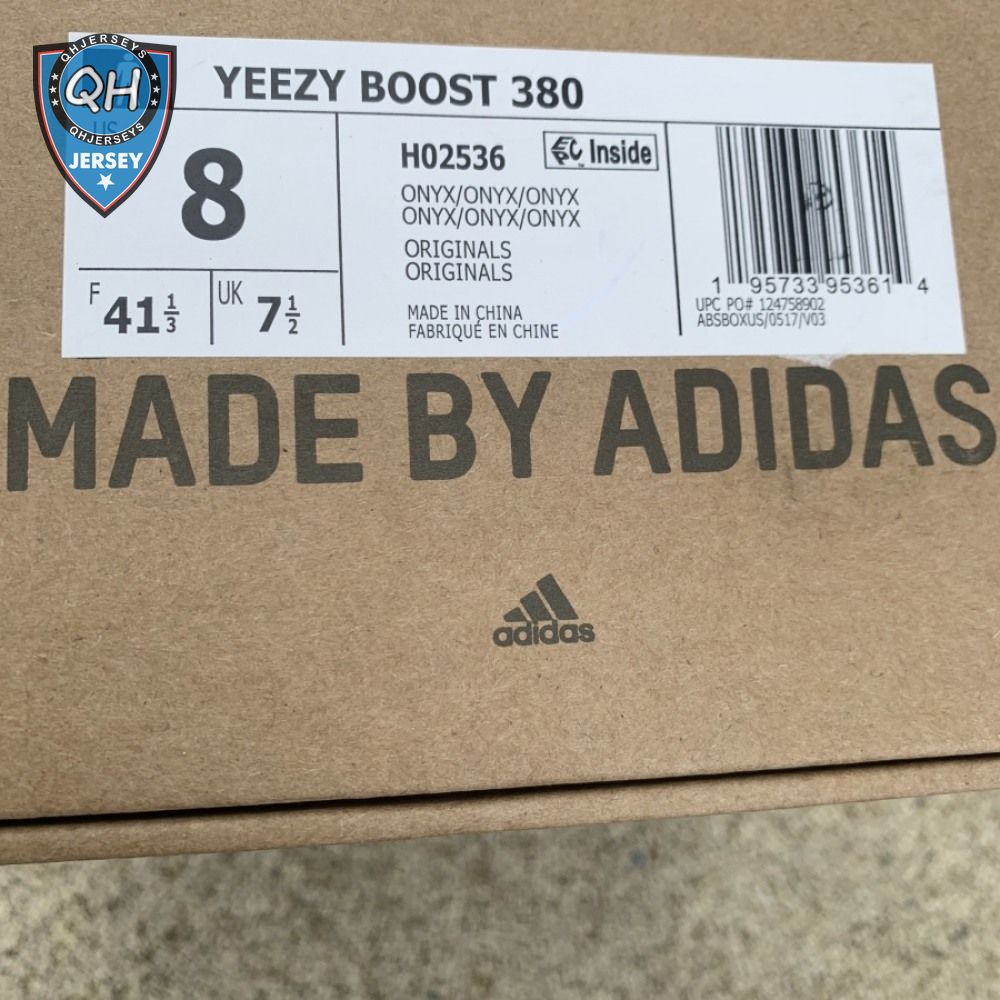 QHJERSEYS
QH
QHJERSEYS
JERSEY
YEEZY BOOST 380
US
8
F 41 1/3
UK 7 1/2
H02536
Inside
ONYX/ONYX/ONYX
ONYX/ONYX/ONYX
ORIGINALS
ORIGINALS
MADE IN CHINA
FABRIQUÉ EN CHINE
1 95733 95361 4
UPC PO# 124758902
ABSBOXUS/0517/V03
MADE BY ADIDAS
adidas